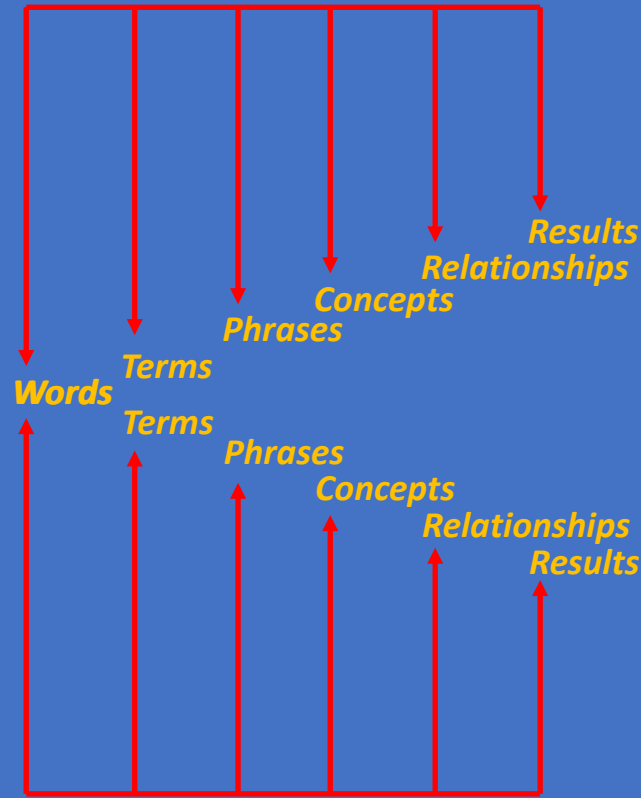 Results
Relationships
Concepts
Phrases
Terms
Words
Terms
Phrases
Concepts
Relationships
Results